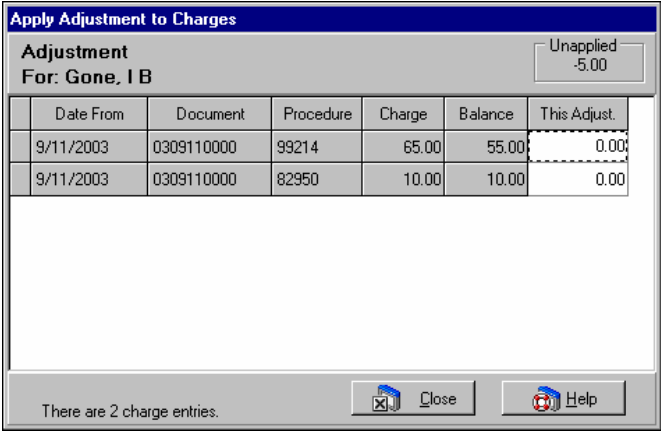 Apply Adjustment to Charges
Adjustment
For: Gone, I B
Unapplied
-5.00
Date From Document Procedure Charge Balance This Adjust.
9/11/2003 0309110000 99214 65.00 55.00 0.00
9/11/2003 0309110000 82950 10.00 10.00 0.00
There are 2 charge entries.
Close
Help